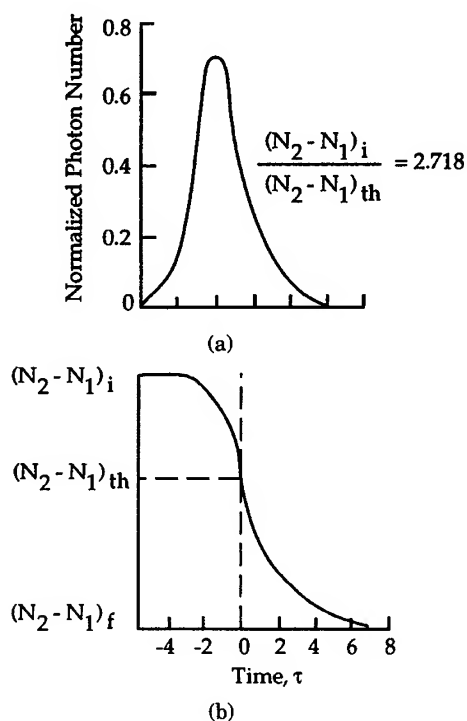 Normalized Photon Number
0.8
0.6
0.4
0.2
0
(N2 - N1)i
(N2 - N1)th
= 2.718
(a)
(N2 - N1)i
(N2 - N1)th
(N2 - N1)f
-4 -2 0 2 4 6 8
Time, τ
(b)